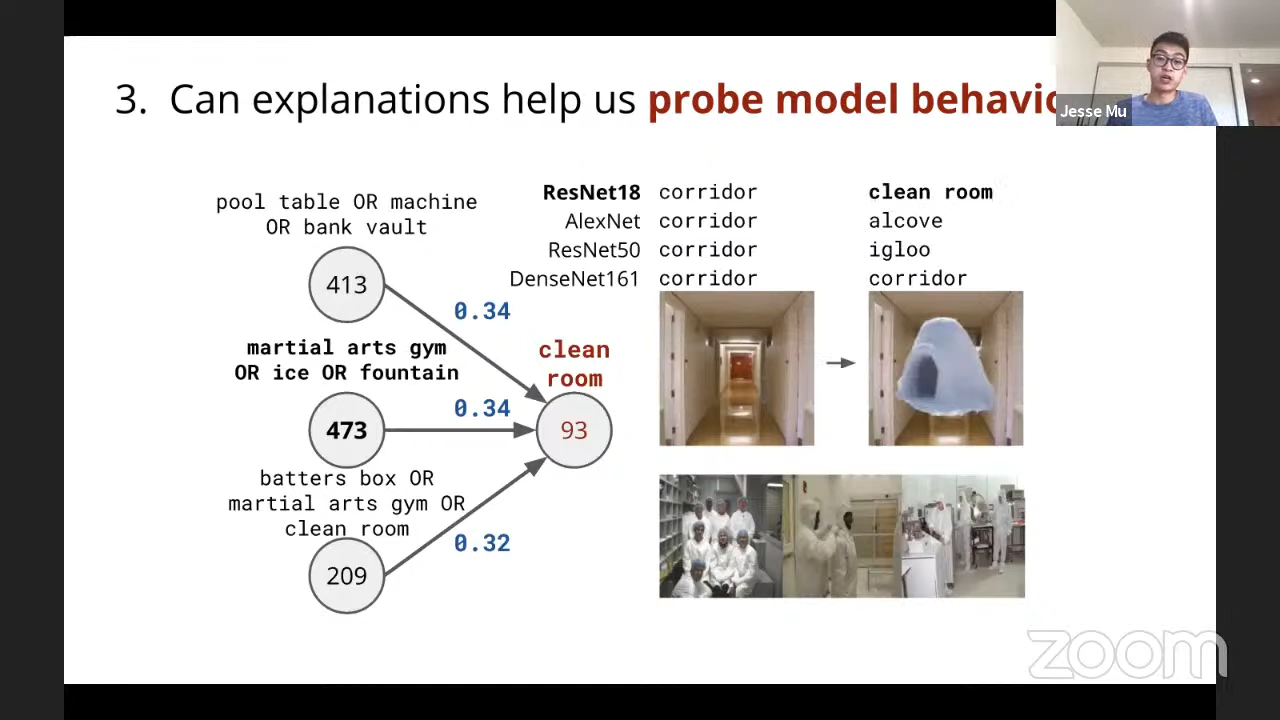 3. Can explanations help us probe model behavio
Jesse Mu
pool table OR machine
OR bank vault
413
0.34
martial arts gym
OR ice OR fountain
473
0.34
batters box OR
martial arts gym OR
clean room
209
0.32
clean
room
93
ResNet18 corridor clean room
AlexNet corridor alcove
ResNet50 corridor igloo
DenseNet161 corridor corridor
zoom